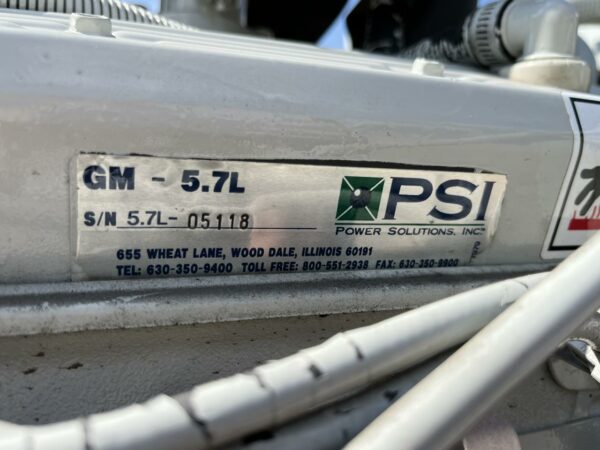 GM - 5.7L
S/N 5.7L- 05118
PSI
POWER SOLUTIONS, INC.™
655 WHEAT LANE, WOOD DALE, ILLINOIS 60191
TEL: 630-350-9400 TOLL FREE: 800-551-2938 FAX: 630-350-9900